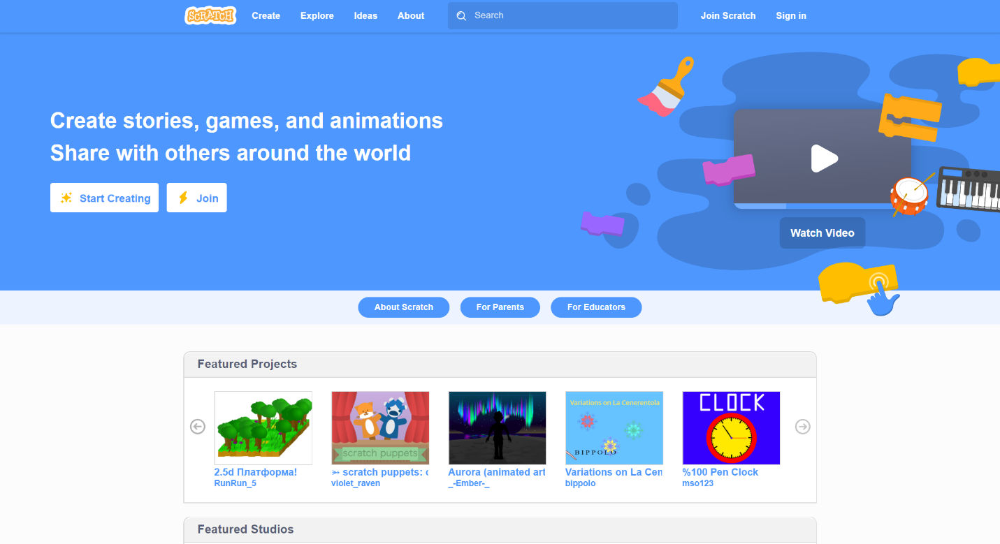 SCRATCH
Create
Explore
Ideas
About
Search
Join Scratch
Sign in
Create stories, games, and animations
Share with others around the world
Start Creating
Join
Watch Video
About Scratch
For Parents
For Educators
Featured Projects
scratch puppets
Variations on La Cenerentola
BIPPOLO
CLOCK
2.5d Платформа!
RunRun_5
➳ scratch puppets: c
violet_raven
Aurora (animated art
_-Ember-_
Variations on La Cen
bippolo
%100 Pen Clock
mso123
Featured Studios